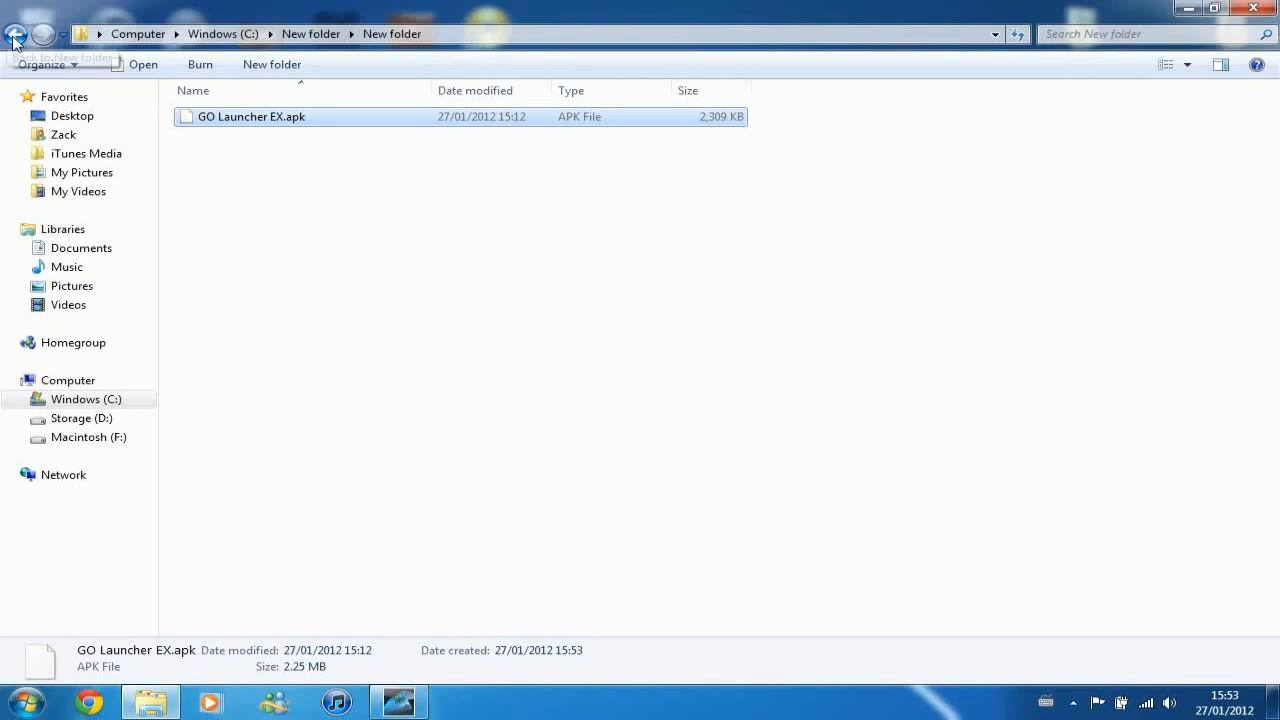 Computer Windows (C:) New folder New folder
Search New folder
Back to New folder
Organize Open Burn New folder
Name Date modified Type Size
GO Launcher EX.apk 27/01/2012 15:12 APK File 2,309 KB
Favorites
Desktop
Zack
iTunes Media
My Pictures
My Videos
Libraries
Documents
Music
Pictures
Videos
Homegroup
Computer
Windows (C:)
Storage (D:)
Macintosh (F:)
Network
GO Launcher EX.apk Date modified: 27/01/2012 15:12 Date created: 27/01/2012 15:53
APK File Size: 2.25 MB
15:53
27/01/2012